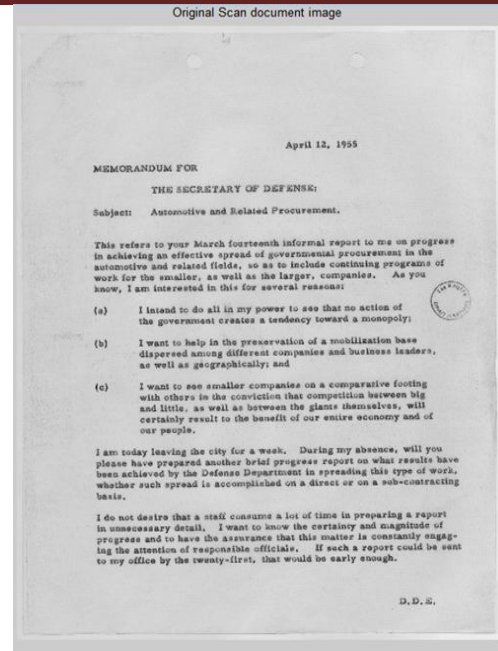 Original Scan document image
April 12, 1955
MEMORANDUM FOR
THE SECRETARY OF DEFENSE:
Subject: Automotive and Related Procurement.
This refers to your March fourteenth informal report to me on progress
in achieving an effective spread of governmental procurement in the
automotive and related fields, so as to include continuing programs of
work for the smaller, as well as the larger, companies. As you
know, I am interested in this for several reasons:
(a) I intend to do all in my power to see that no action of
the government creates a tendency toward a monopoly;
(b) I want to help in the preservation of a mobilization base
dispersed among different companies and business leaders,
as well as geographically; and
(c) I want to see smaller companies on a comparative footing
with others in the conviction that competition between big
and little, as well as between the giants themselves, will
certainly result to the benefit of our entire economy and of
our people.
I am today leaving the city for a week. During my absence, will you
please have prepared another brief progress report on what results have
been achieved by the Defense Department in spreading this type of work,
whether such spread is accomplished on a direct or on a sub-contracting
basis.
I do not desire that a staff consume a lot of time in preparing a report
in unnecessary detail. I want to know the certainty and magnitude of
progress and to have the assurance that this matter is constantly engag-
ing the attention of responsible officials. If such a report could be sent
to my office by the twenty-first, that would be early enough.
D.D.E.